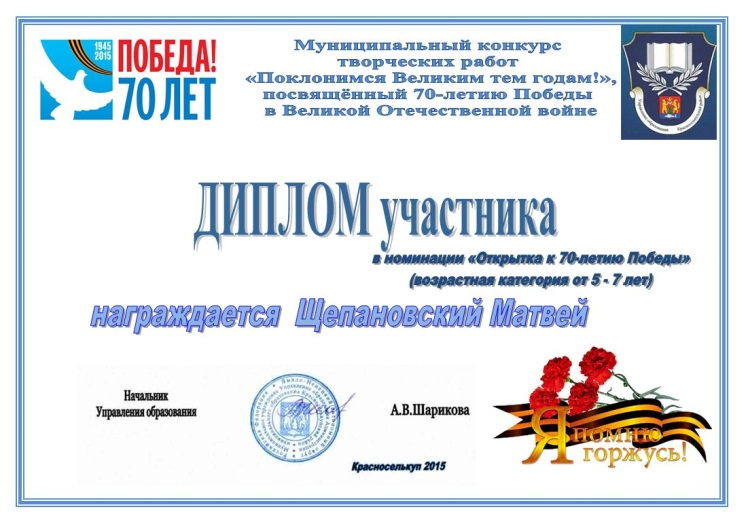 1945
2015
ПОБЕДА!
70 ЛЕТ
Муниципальный конкурс
творческих работ
«Поклонимся Великим тем годам!»,
посвящённый 70-летию Победы
в Великой Отечественной войне
ДИПЛОМ участника
в номинации «Открытка к 70-летию Победы»
(возрастная категория от 5 - 7 лет)
награждается Щепановский Матвей
Начальник
Управления образования
А.В.Шарикова
Красноселькуп 2015
Я помню
горжусь!